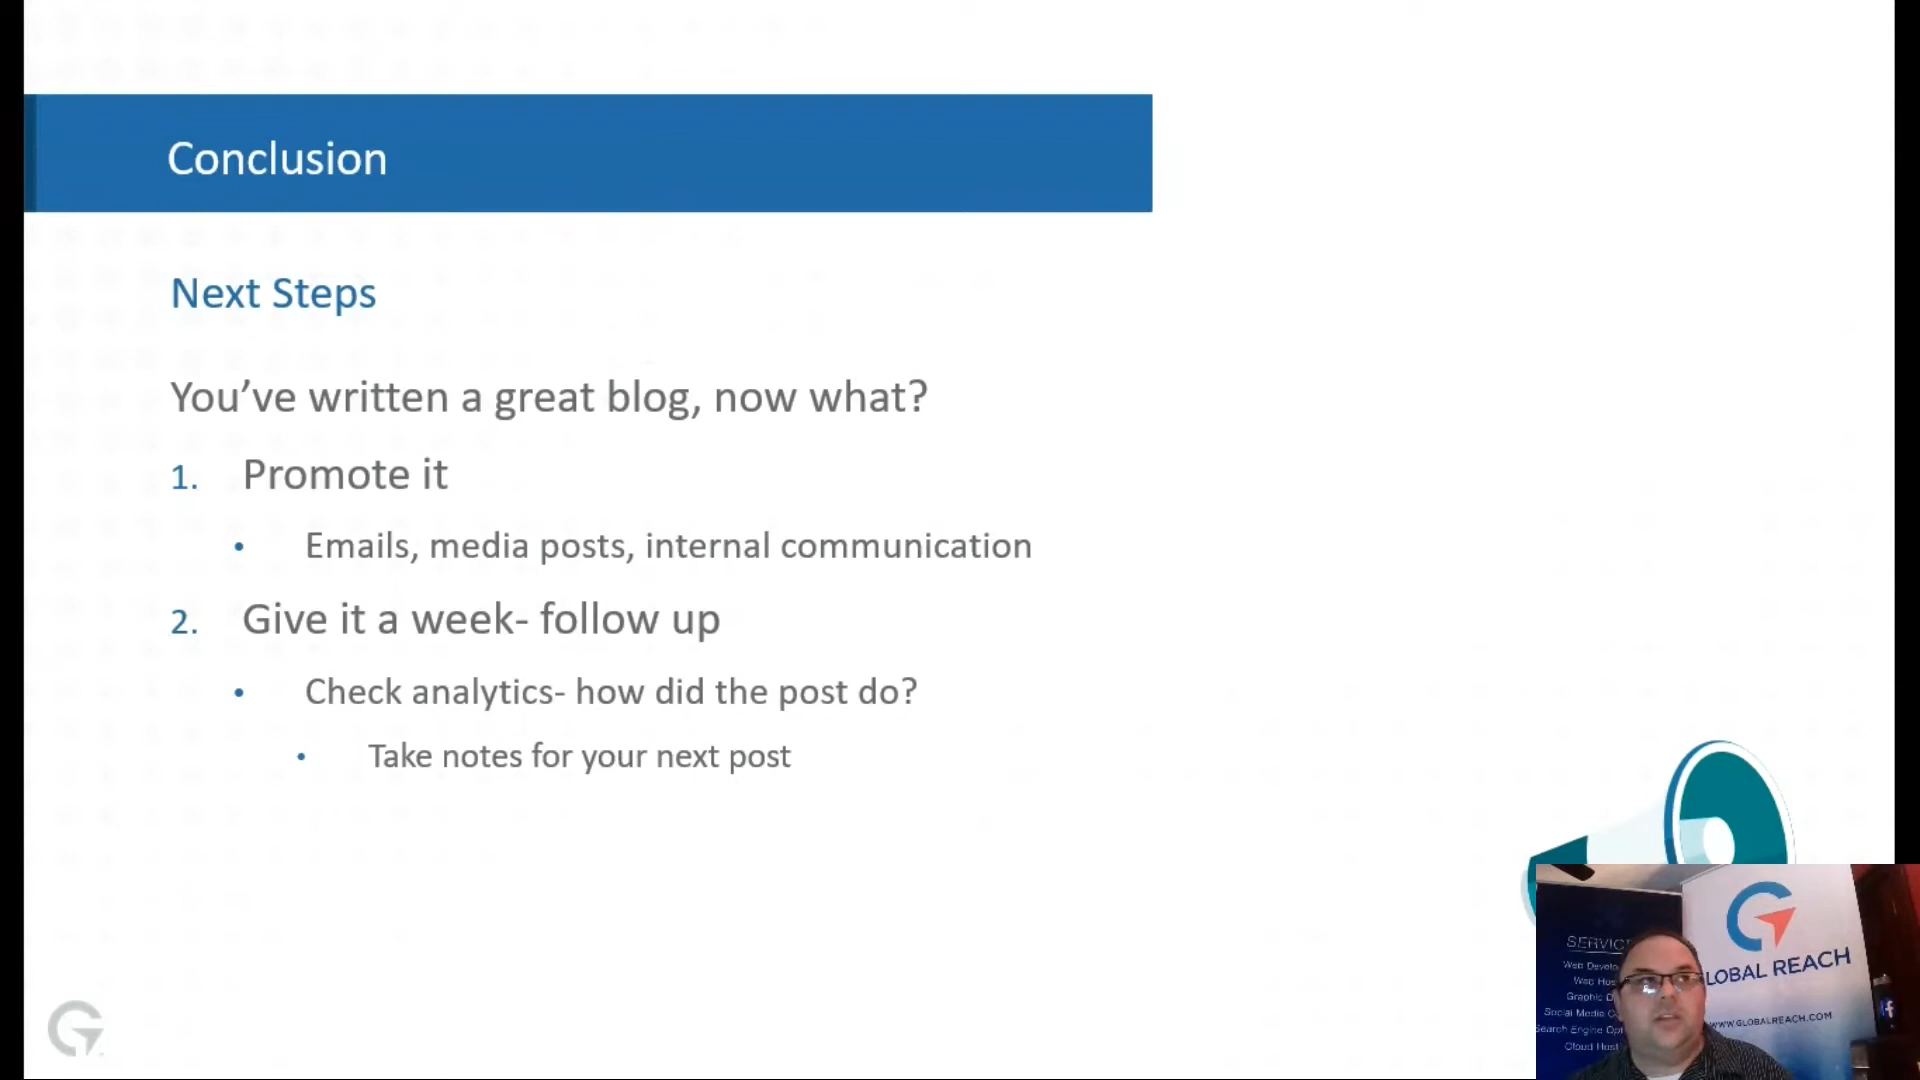 Conclusion
Next Steps
You’ve written a great blog, now what?
1. Promote it
• Emails, media posts, internal communication
2. Give it a week- follow up
• Check analytics- how did the post do?
• Take notes for your next post
SERVIC
Web Develo
Web Hos
Graphic D
Social Media C
Search Engine Opt
Cloud Host
LOBAL REACH
WWW.GLOBALREACH.COM